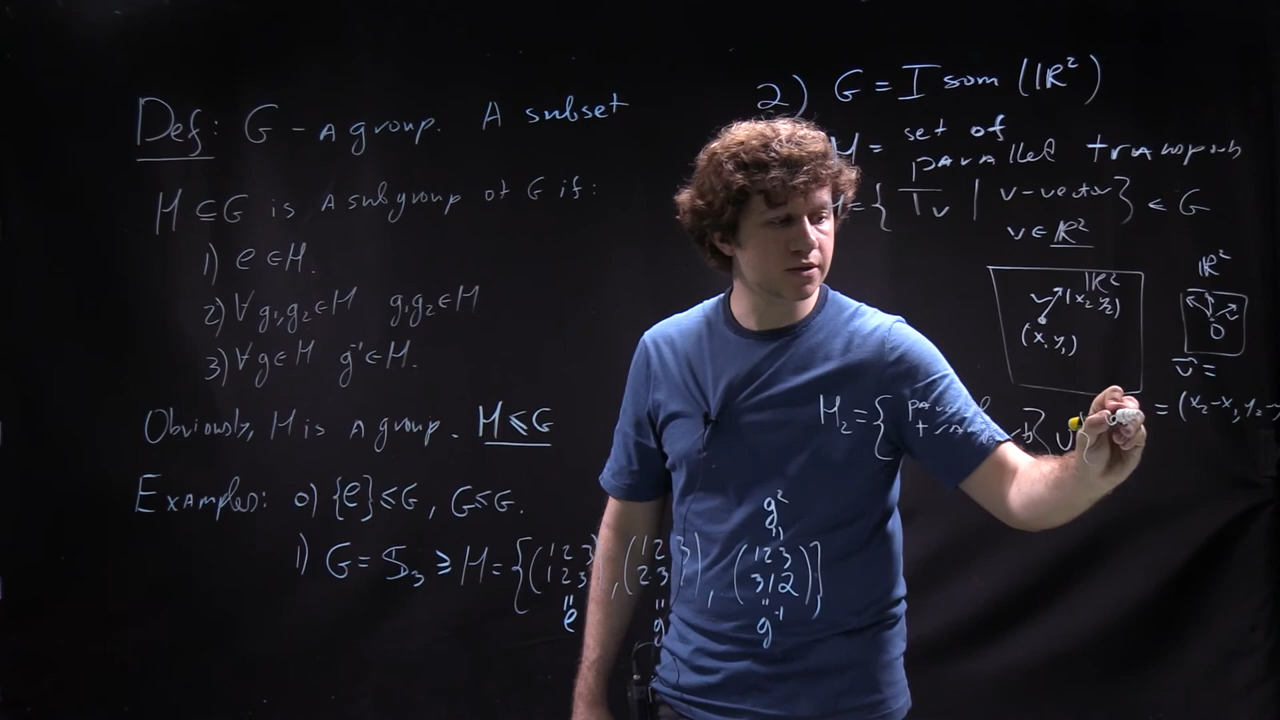 Def: G - a group. A subset
H ⊆ G is a subgroup of G if:
1) e ∈ H.
2) ∀ g₁, g₂ ∈ H g₁g₂ ∈ H
3) ∀ g ∈ H g⁻¹ ∈ H.
Obviously, H is a group. H ≤ G
Examples: 0) {e} ≤ G, G ≤ G.
1) G = S₃ ≥ H = {(1 2 3
1 2 3), (1 2 3
2 3 ), (1 2 3
3 1 2)}
e g g⁻¹
g²
2) G = Isom (ℝ²)
H = set of
parallel transports
H = { T_v | v - vector } ≤ G
v ∈ ℝ²
ℝ²
v (x₂ y₂)
(x₁ y₁)
ℝ²
v
0
v⃗ =
= (x₂-x₁, y₂-
H₂ = { } ∪ {